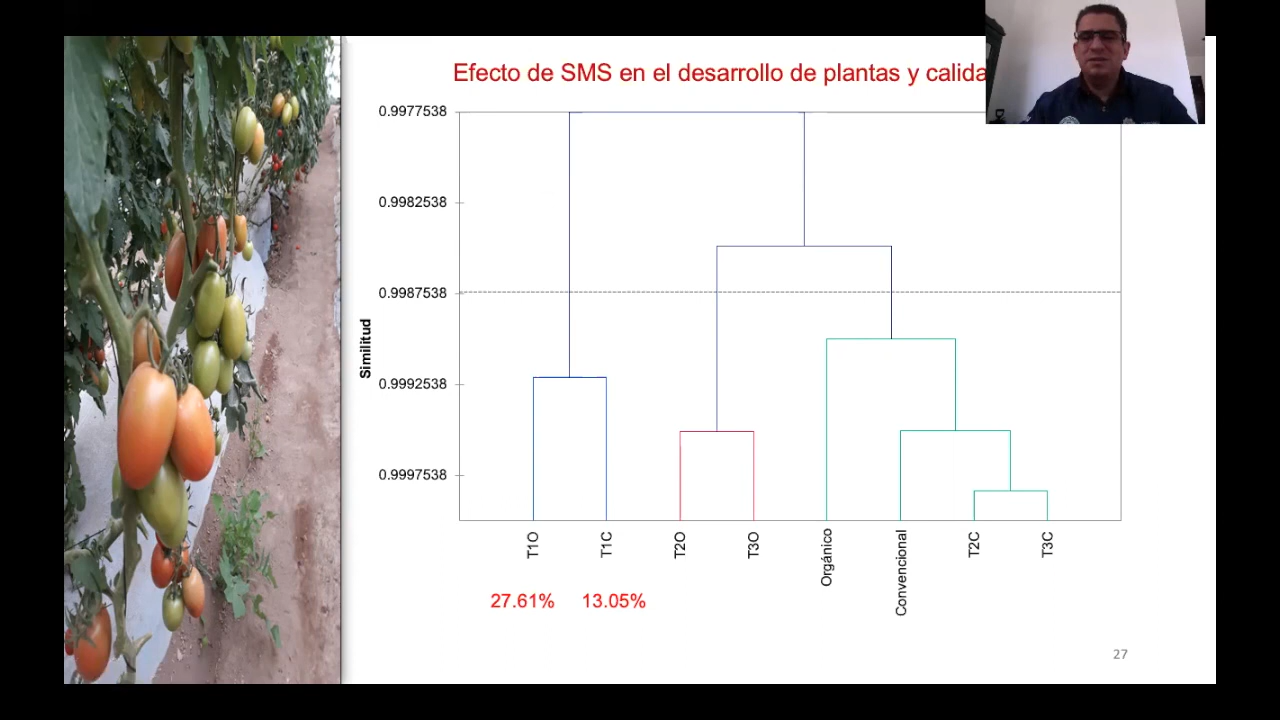 Efecto de SMS en el desarrollo de plantas y
0.9977538
0.9982538
0.9987538
0.9992538
0.9997538
Similitud
T1O
T1C
T2O
T3O
Orgánico
Convencional
T2C
T3C
27.61% 13.05%
27